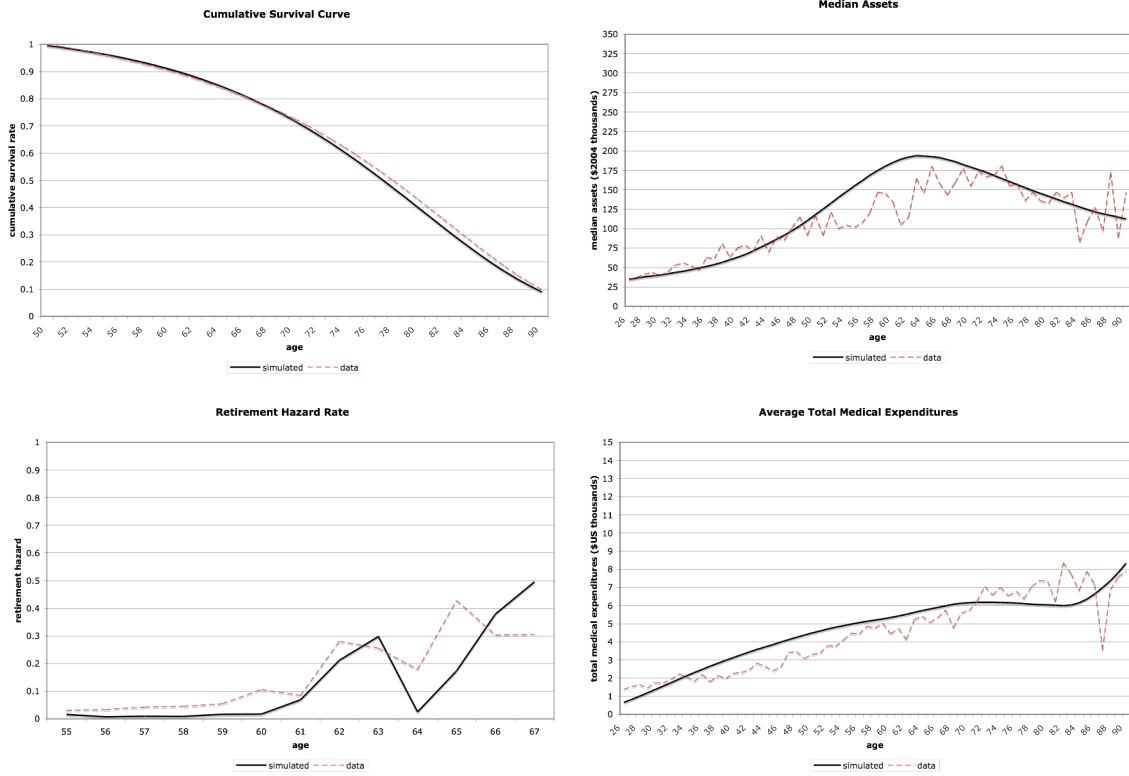 Cumulative Survival Curve
cumulative survival rate
1
0.9
0.8
0.7
0.6
0.5
0.4
0.3
0.2
0.1
0
50 52 54 56 58 60 62 64 66 68 70 72 74 76 78 80 82 84 86 88 90
age
simulated data
Median Assets
median assets ($2004 thousands)
350
325
300
275
250
225
200
175
150
125
100
75
50
25
0
26 28 30 32 34 36 38 40 42 44 46 48 50 52 54 56 58 60 62 64 66 68 70 72 74 76 78 80 82 84 86 88 90
age
simulated data
Retirement Hazard Rate
retirement hazard
1
0.9
0.8
0.7
0.6
0.5
0.4
0.3
0.2
0.1
0
55 56 57 58 59 60 61 62 63 64 65 66 67
age
simulated data
Average Total Medical Expenditures
total medical expenditures ($US thousands)
15
14
13
12
11
10
9
8
7
6
5
4
3
2
1
0
26 28 30 32 34 36 38 40 42 44 46 48 50 52 54 56 58 60 62 64 66 68 70 72 74 76 78 80 82 84 86 88 90
age
simulated data